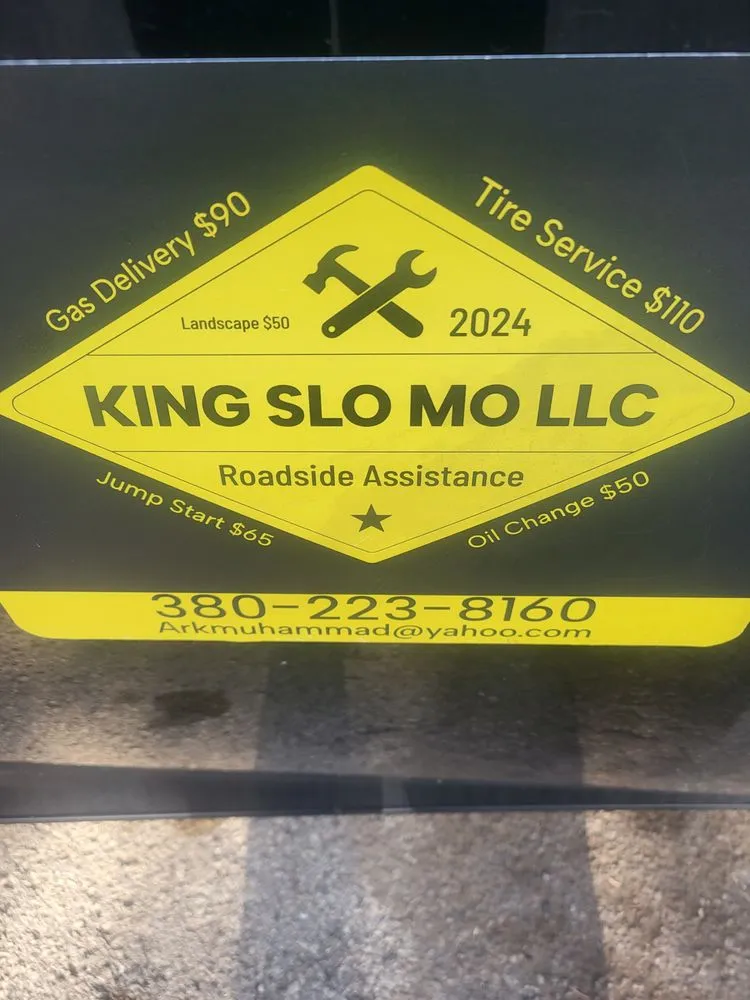 Gas Delivery $90
Tire Service $110
Landscape $50
2024
KING SLO MO LLC
Roadside Assistance
Jump Start $65
Oil Change $50
380-223-8160
Arkmuhammad@yahoo.com